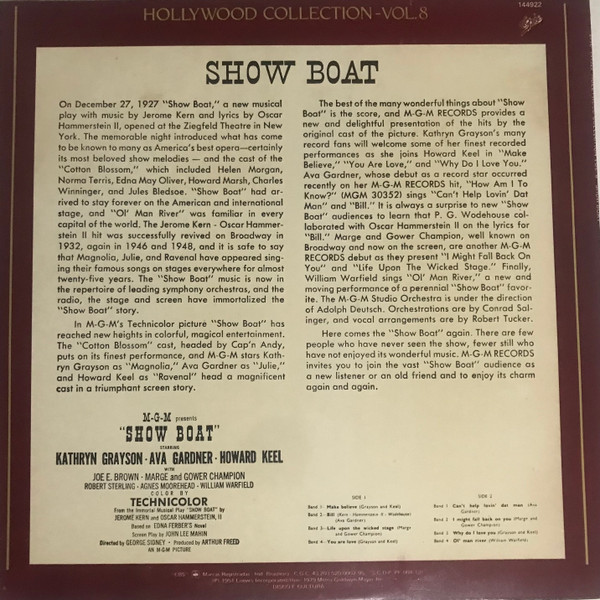 HOLLYWOOD COLLECTION-VOL. 8
144922
Epic
SHOW BOAT
On December 27, 1927 "Show Boat," a new musical
play with music by Jerome Kern and lyrics by Oscar
Hammerstein II, opened at the Ziegfeld Theatre in New
York. The memorable night introduced what has come
to be known to many as America's best opera—certainly
its most beloved show melodies — and the cast of the
"Cotton Blossom," which included Helen Morgan,
Norma Terris, Edna May Oliver, Howard Marsh, Charles
Winninger, and Jules Bledsoe. "Show Boat" had ar-
rived to stay forever on the American and international
stage, and "Ol' Man River" was familiar in every
capital of the world. The Jerome Kern - Oscar Hammer-
stein II hit was successfully revived on Broadway in
1932, again in 1946 and 1948, and it is safe to say
that Magnolia, Julie, and Ravenal have appeared sing-
ing their famous songs on stages everywhere for almost
twenty-five years. The "Show Boat" music is now in
the repertoire of leading symphony orchestras, and the
radio, the stage and screen have immortalized the
"Show Boat" story.
In M-G-M's Technicolor picture "Show Boat" has
reached new heights in colorful, magical entertainment.
The "Cotton Blossom" cast, headed by Cap'n Andy,
puts on its finest performance, and M-G-M stars Kath-
ryn Grayson as "Magnolia," Ava Gardner as "Julie,"
and Howard Keel as "Ravenal" head a magnificent
cast in a triumphant screen story.
The best of the many wonderful things about "Show
Boat" is the score, and M-G-M RECORDS provides a
new and delightful presentation of the hits by the
original cast of the picture. Kathryn Grayson's many
record fans will welcome some of her finest recorded
performances as she joins Howard Keel in "Make
Believe," "You Are Love," and "Why Do I Love You."
Ava Gardner, whose debut as a record star occurred
recently on her M-G-M RECORDS hit, "How Am I To
Know?" (MGM 30352) sings "Can't Help Lovin' Dat
Man" and "Bill." It is always a surprise to new "Show
Boat" audiences to learn that P. G. Wodehouse col-
laborated with Oscar Hammerstein II on the lyrics for
"Bill." Marge and Gower Champion, well known on
Broadway and now on the screen, are another M-G-M
RECORDS debut as they present "I Might Fall Back On
You" and "Life Upon The Wicked Stage." Finally,
William Warfield sings "Ol' Man River," a new and
moving performance of a perennial "Show Boat" favor-
ite. The M-G-M Studio Orchestra is under the direction
of Adolph Deutsch. Orchestrations are by Conrad Sal-
inger, and vocal arrangements are by Robert Tucker.
Here comes the "Show Boat" again. There are few
people who have never seen the show, fewer still who
have not enjoyed its wonderful music. M-G-M RECORDS
invites you to join the vast "Show Boat" audience as
a new listener or an old friend and to enjoy its charm
again and again.
M-G-M presents
"SHOW BOAT"
STARRING
KATHRYN GRAYSON · AVA GARDNER · HOWARD KEEL
WITH
JOE E. BROWN · MARGE and GOWER CHAMPION
ROBERT STERLING · AGNES MOOREHEAD · WILLIAM WARFIELD
COLOR BY
TECHNICOLOR
From the Immortal Musical Play "SHOW BOAT" by
JEROME KERN and OSCAR HAMMERSTEIN, II
Based on EDNA FERBER'S Novel
Screen Play by JOHN LEE MAHIN
Directed by GEORGE SIDNEY · Produced by ARTHUR FREED
AN M-G-M PICTURE
SIDE 1
Band 1- Make believe (Grayson and Keel)
Band 2- Bill (Kern - Hammerstein II - Wodehouse)
(Ava Gardner)
Band 3- Life upon the wicked stage (Marge
and Gower Champion)
Band 4- You are love (Grayson and Keel)
SIDE 2
Band 1 Can't help lovin' dat man (Ava
Gardner)
Band 2 I might fall back on you (Marge and
Gower Champion)
Band 3 Why do I love you (Grayson and Keel)
Band 4 Ol' man river (William Warfield)
Marca Registrada
DISCO É CULTURA